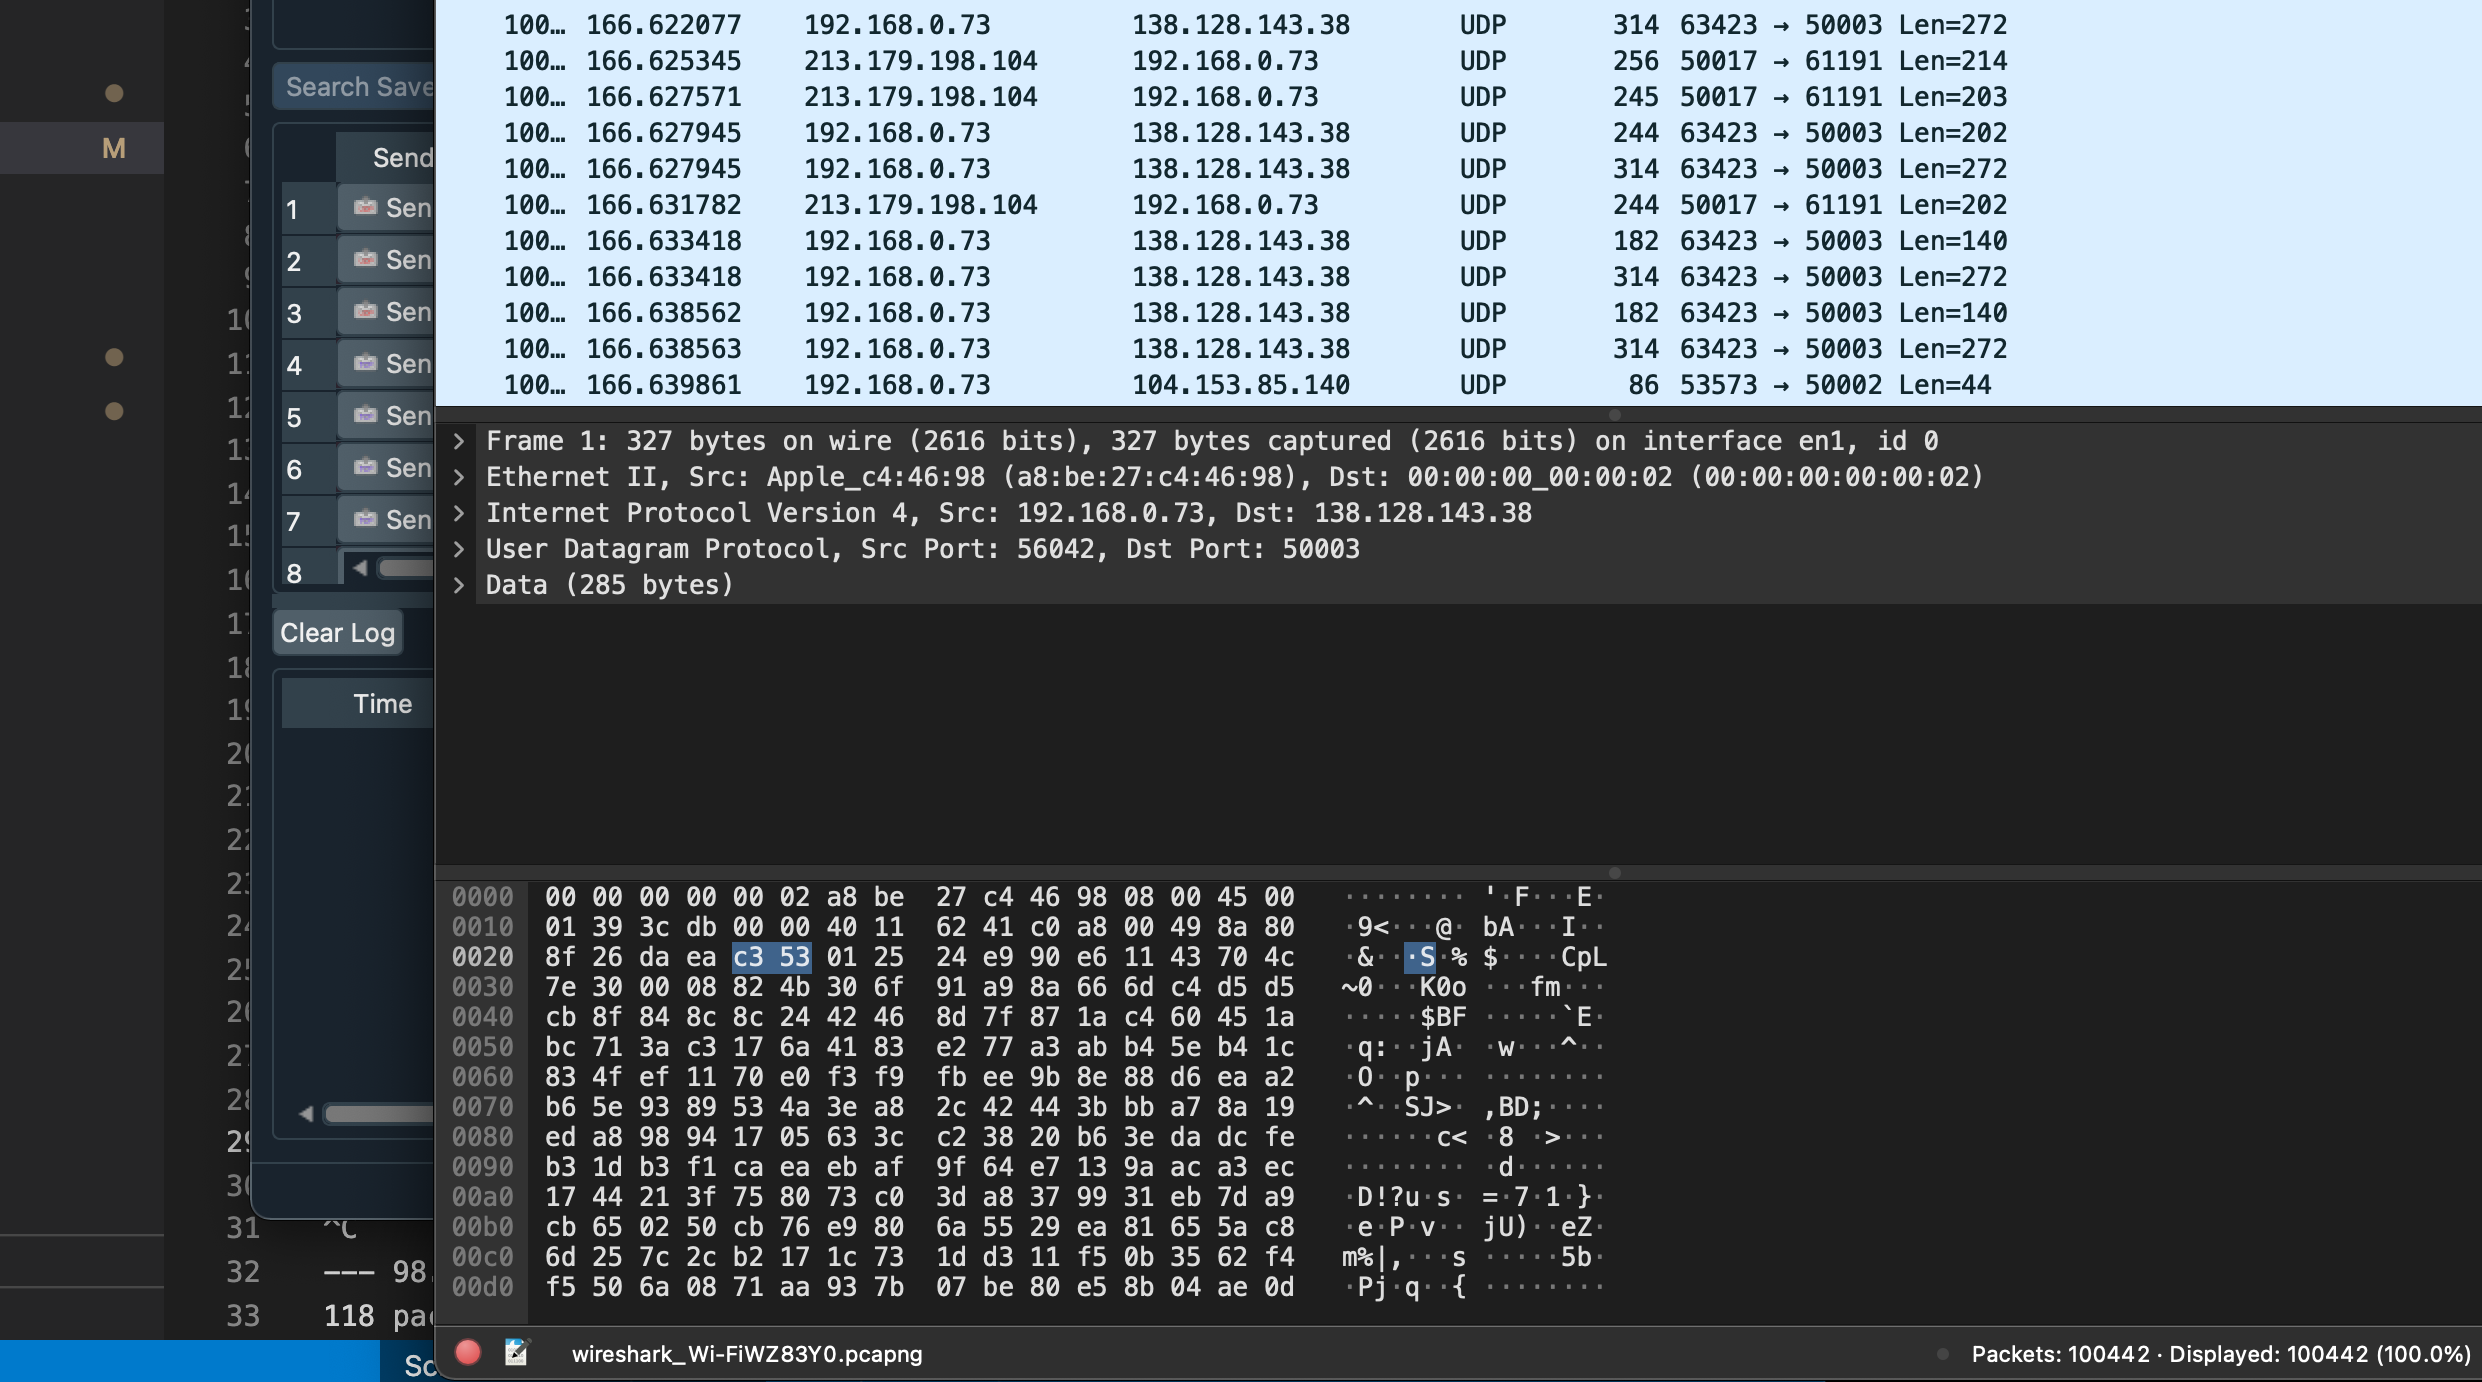 100… 166.622077 192.168.0.73 138.128.143.38 UDP 314 63423 → 50003 Len=272
100… 166.625345 213.179.198.104 192.168.0.73 UDP 256 50017 → 61191 Len=214
100… 166.627571 213.179.198.104 192.168.0.73 UDP 245 50017 → 61191 Len=203
100… 166.627945 192.168.0.73 138.128.143.38 UDP 244 63423 → 50003 Len=202
100… 166.627945 192.168.0.73 138.128.143.38 UDP 314 63423 → 50003 Len=272
100… 166.631782 213.179.198.104 192.168.0.73 UDP 244 50017 → 61191 Len=202
100… 166.633418 192.168.0.73 138.128.143.38 UDP 182 63423 → 50003 Len=140
100… 166.633418 192.168.0.73 138.128.143.38 UDP 314 63423 → 50003 Len=272
100… 166.638562 192.168.0.73 138.128.143.38 UDP 182 63423 → 50003 Len=140
100… 166.638563 192.168.0.73 138.128.143.38 UDP 314 63423 → 50003 Len=272
100… 166.639861 192.168.0.73 104.153.85.140 UDP 86 53573 → 50002 Len=44
Frame 1: 327 bytes on wire (2616 bits), 327 bytes captured (2616 bits) on interface en1, id 0
Ethernet II, Src: Apple_c4:46:98 (a8:be:27:c4:46:98), Dst: 00:00:00_00:00:02 (00:00:00:00:00:02)
Internet Protocol Version 4, Src: 192.168.0.73, Dst: 138.128.143.38
User Datagram Protocol, Src Port: 56042, Dst Port: 50003
Data (285 bytes)
0000 00 00 00 00 00 02 a8 be 27 c4 46 98 08 00 45 00 ········ '·F···E·
0010 01 39 3c db 00 00 40 11 62 41 c0 a8 00 49 8a 80 ·9<···@· bA···I··
0020 8f 26 da ea c3 53 01 25 24 e9 90 e6 11 43 70 4c ·&···S·% $····CpL
0030 7e 30 00 08 82 4b 30 6f 91 a9 8a 66 6d c4 d5 d5 ~0···K0o ···fm···
0040 cb 8f 84 8c 8c 24 42 46 8d 7f 87 1a c4 60 45 1a ·····$BF ·····`E·
0050 bc 71 3a c3 17 6a 41 83 e2 77 a3 ab b4 5e b4 1c ·q:··jA· ·w···^··
0060 83 4f ef 11 70 e0 f3 f9 fb ee 9b 8e 88 d6 ea a2 ·O··p··· ········
0070 b6 5e 93 89 53 4a 3e a8 2c 42 44 3b bb a7 8a 19 ·^··SJ>· ,BD;····
0080 ed a8 98 94 17 05 63 3c c2 38 20 b6 3e da dc fe ······c< ·8 ·>···
0090 b3 1d b3 f1 ca ea eb af 9f 64 e7 13 9a ac a3 ec ········ ·d······
00a0 17 44 21 3f 75 80 73 c0 3d a8 37 99 31 eb 7d a9 ·D!?u·s· =·7·1·}·
00b0 cb 65 02 50 cb 76 e9 80 6a 55 29 ea 81 65 5a c8 ·e·P·v·· jU)··eZ·
00c0 6d 25 7c 2c b2 17 1c 73 1d d3 11 f5 0b 35 62 f4 m%|,···s ·····5b·
00d0 f5 50 6a 08 71 aa 93 7b 07 be 80 e5 8b 04 ae 0d ·Pj·q··{ ········
wireshark_Wi-FiWZ83Y0.pcapng
Packets: 100442 · Displayed: 100442 (100.0%)
M
Search Save
Send
1 Sen
2 Sen
3 Sen
4 Sen
5 Sen
6 Sen
7 Sen
8
Clear Log
Time
31 ^C
32 --- 98.
33 118 pac
Sc